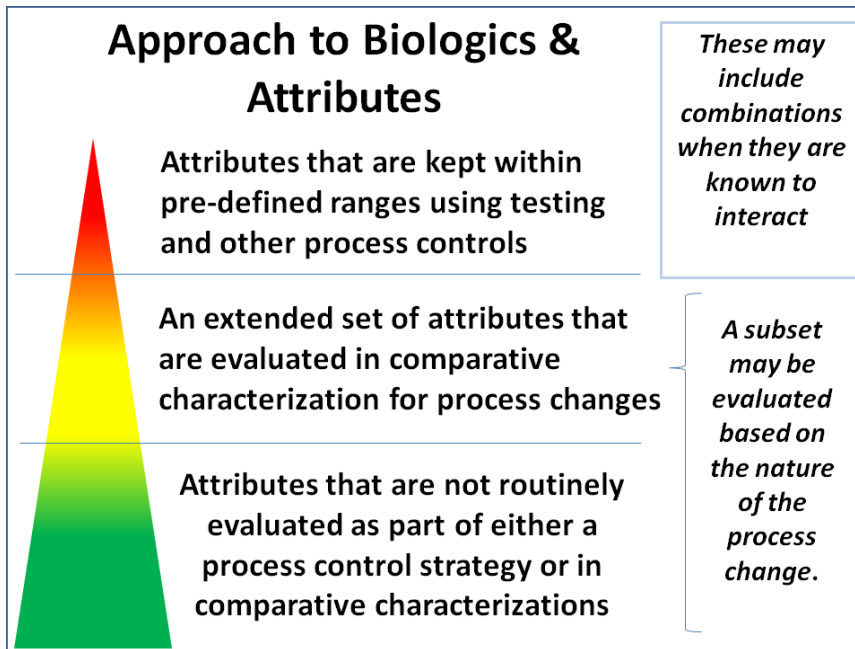 Approach to Biologics &
Attributes
Attributes that are kept within
pre-defined ranges using testing
and other process controls
These may
include
combinations
when they are
known to
interact
An extended set of attributes that
are evaluated in comparative
characterization for process changes
Attributes that are not routinely
evaluated as part of either a
process control strategy or in
comparative characterizations
A subset
may be
evaluated
based on
the nature
of the
process
change.